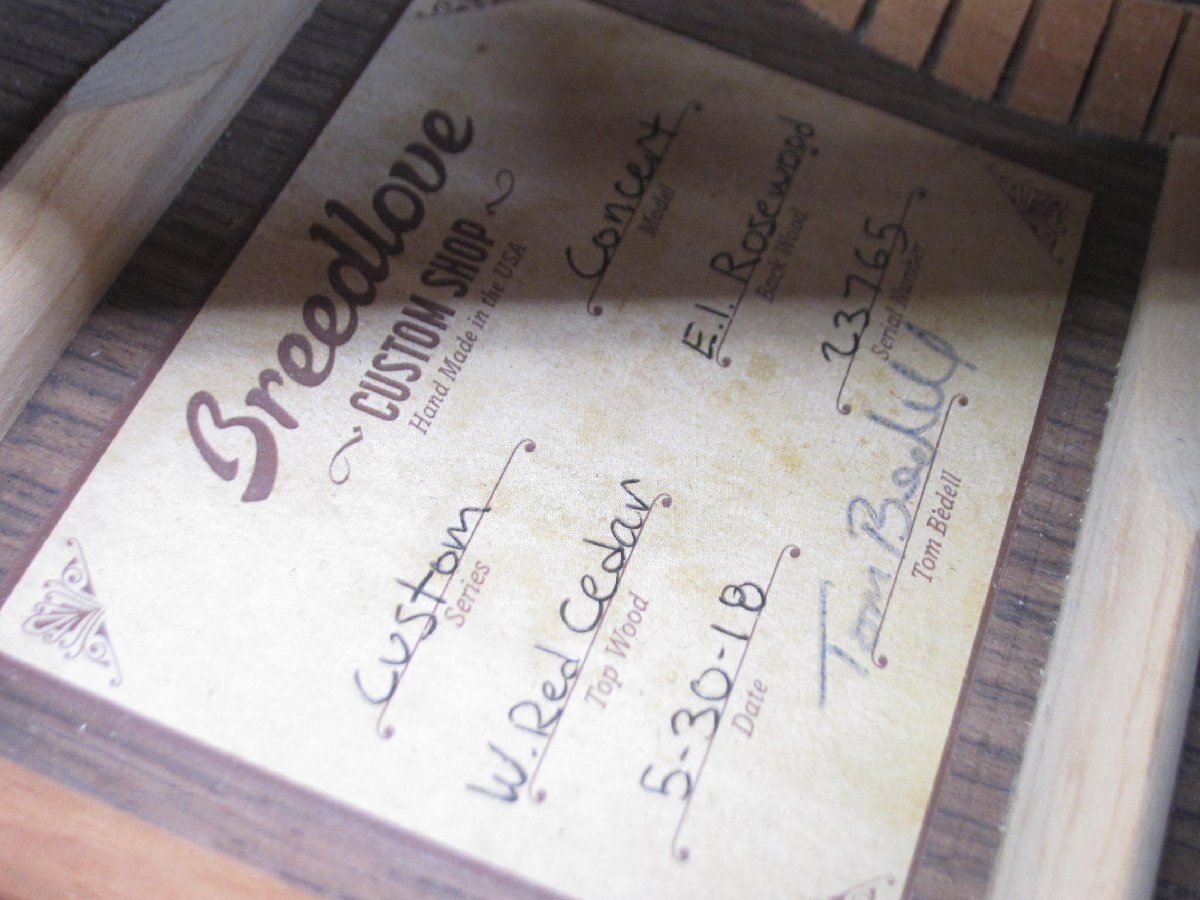 Breedlove
CUSTOM SHOP
Hand Made in the USA
Custom Concert
Series Model
W. Red Cedar E.I. Rosewood
Top Wood Back Wood
5-30-18 23765
Date Serial Number
Tom Bedell
Tom Bedell